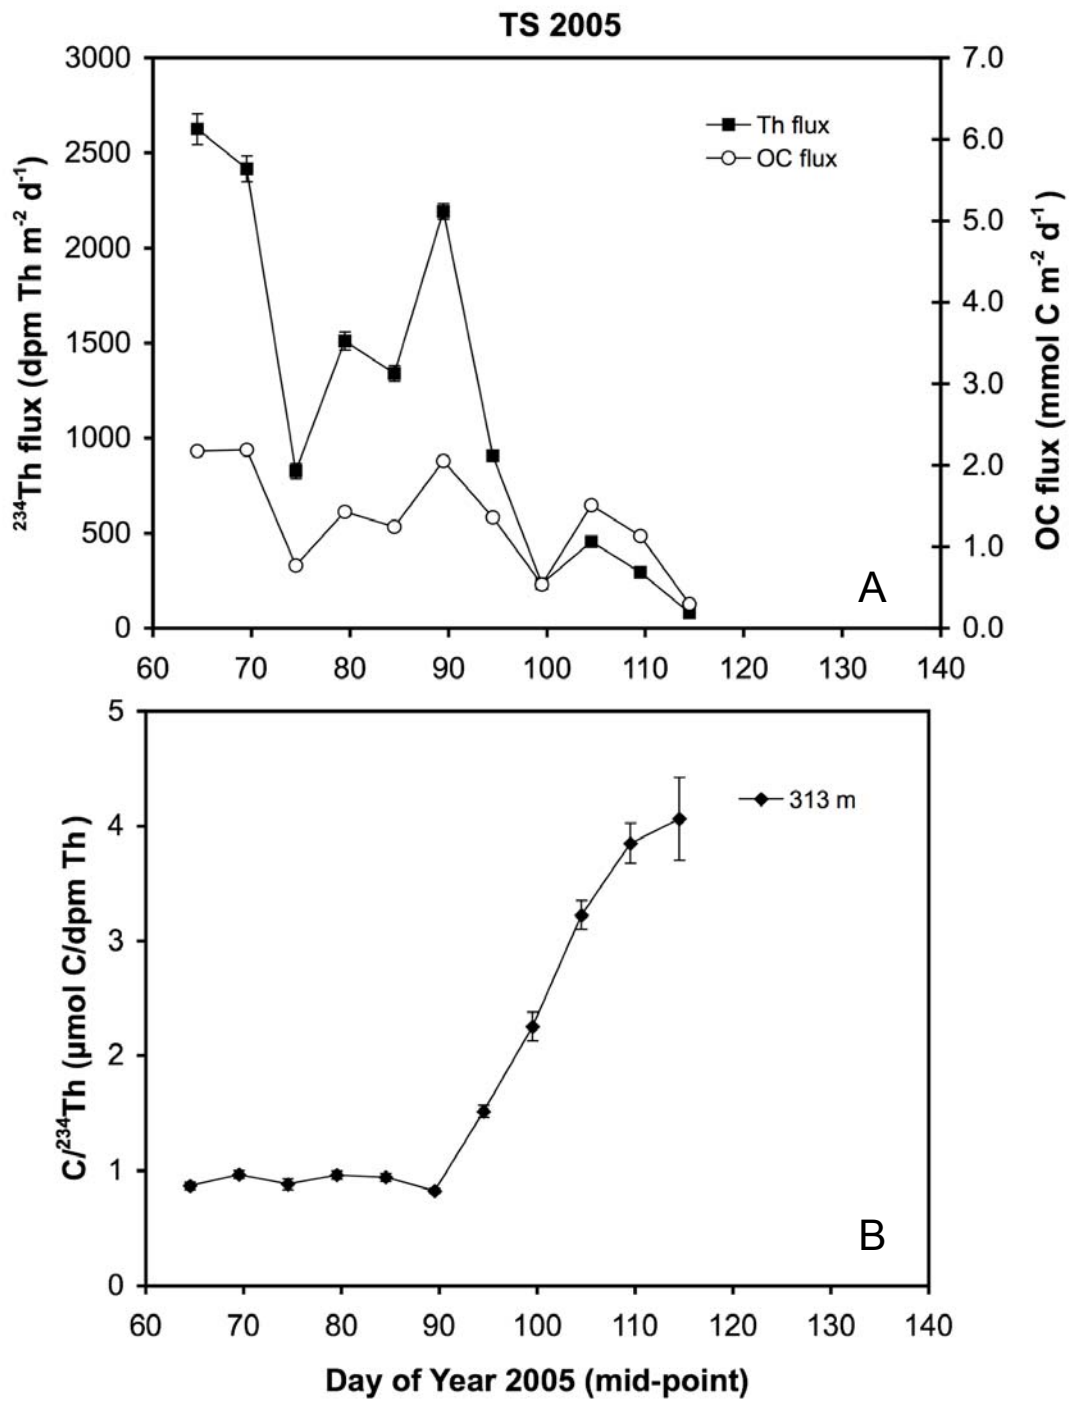 TS 2005
3000
2500
2000
1500
1000
500
0
²³⁴Th flux (dpm Th m⁻² d⁻¹)
Th flux
OC flux
7.0
6.0
5.0
4.0
3.0
2.0
1.0
0.0
OC flux (mmol C m⁻² d⁻¹)
A
60 70 80 90 100 110 120 130 140
5
4
3
2
1
0
C/²³⁴Th (µmol C/dpm Th)
313 m
B
60 70 80 90 100 110 120 130 140
Day of Year 2005 (mid-point)